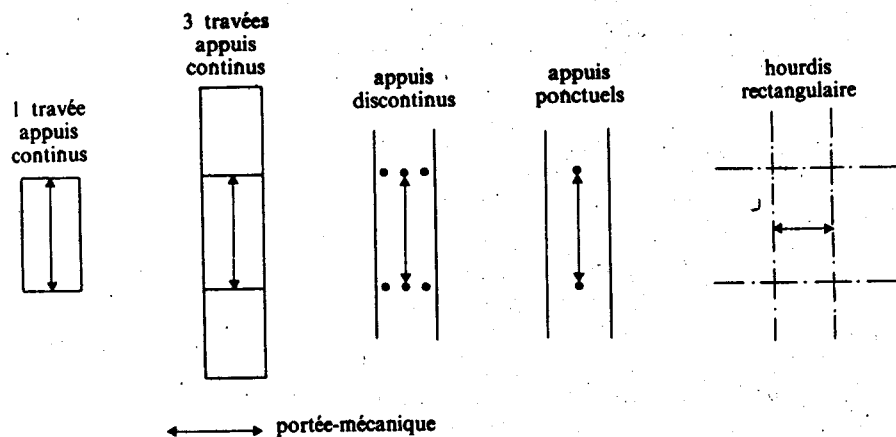 1 travée
appuis
continus
3 travées
appuis
continus
appuis
discontinus
appuis
ponctuels
hourdis
rectangulaire
portée-mécanique